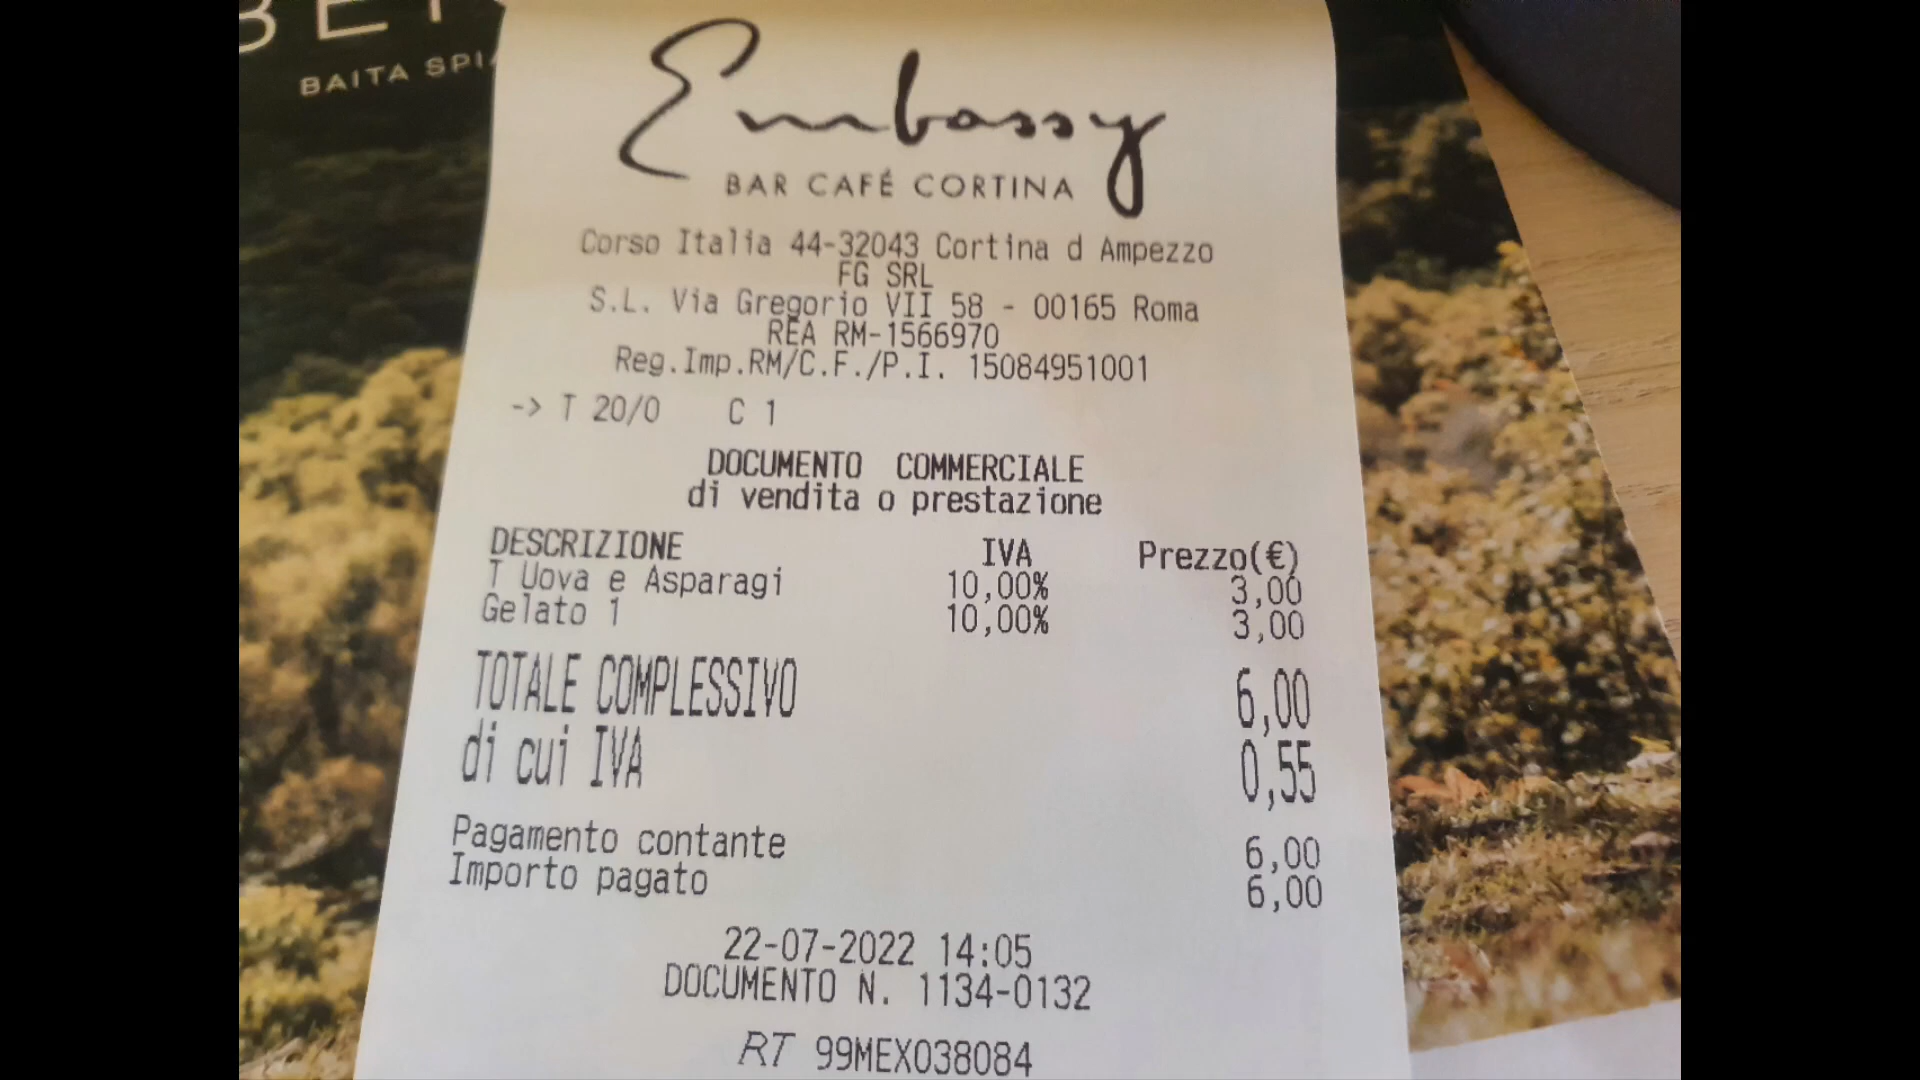 BAITA
Embassy
BAR CAFÉ CORTINA
Corso Italia 44-32043 Cortina d Ampezzo
FG SRL
S.L. Via Gregorio VII 58 - 00165 Roma
REA RM-1566970
Reg.Imp.RM/C.F./P.I. 15084951001
-> T 20/0 C 1
DOCUMENTO COMMERCIALE
di vendita o prestazione
DESCRIZIONE IVA Prezzo(€)
T Uova e Asparagi 10,00% 3,00
Gelato 1 10,00% 3,00
TOTALE COMPLESSIVO 6,00
di cui IVA 0,55
Pagamento contante 6,00
Importo pagato 6,00
22-07-2022 14:05
DOCUMENTO N. 1134-0132
RT 99MEX038084